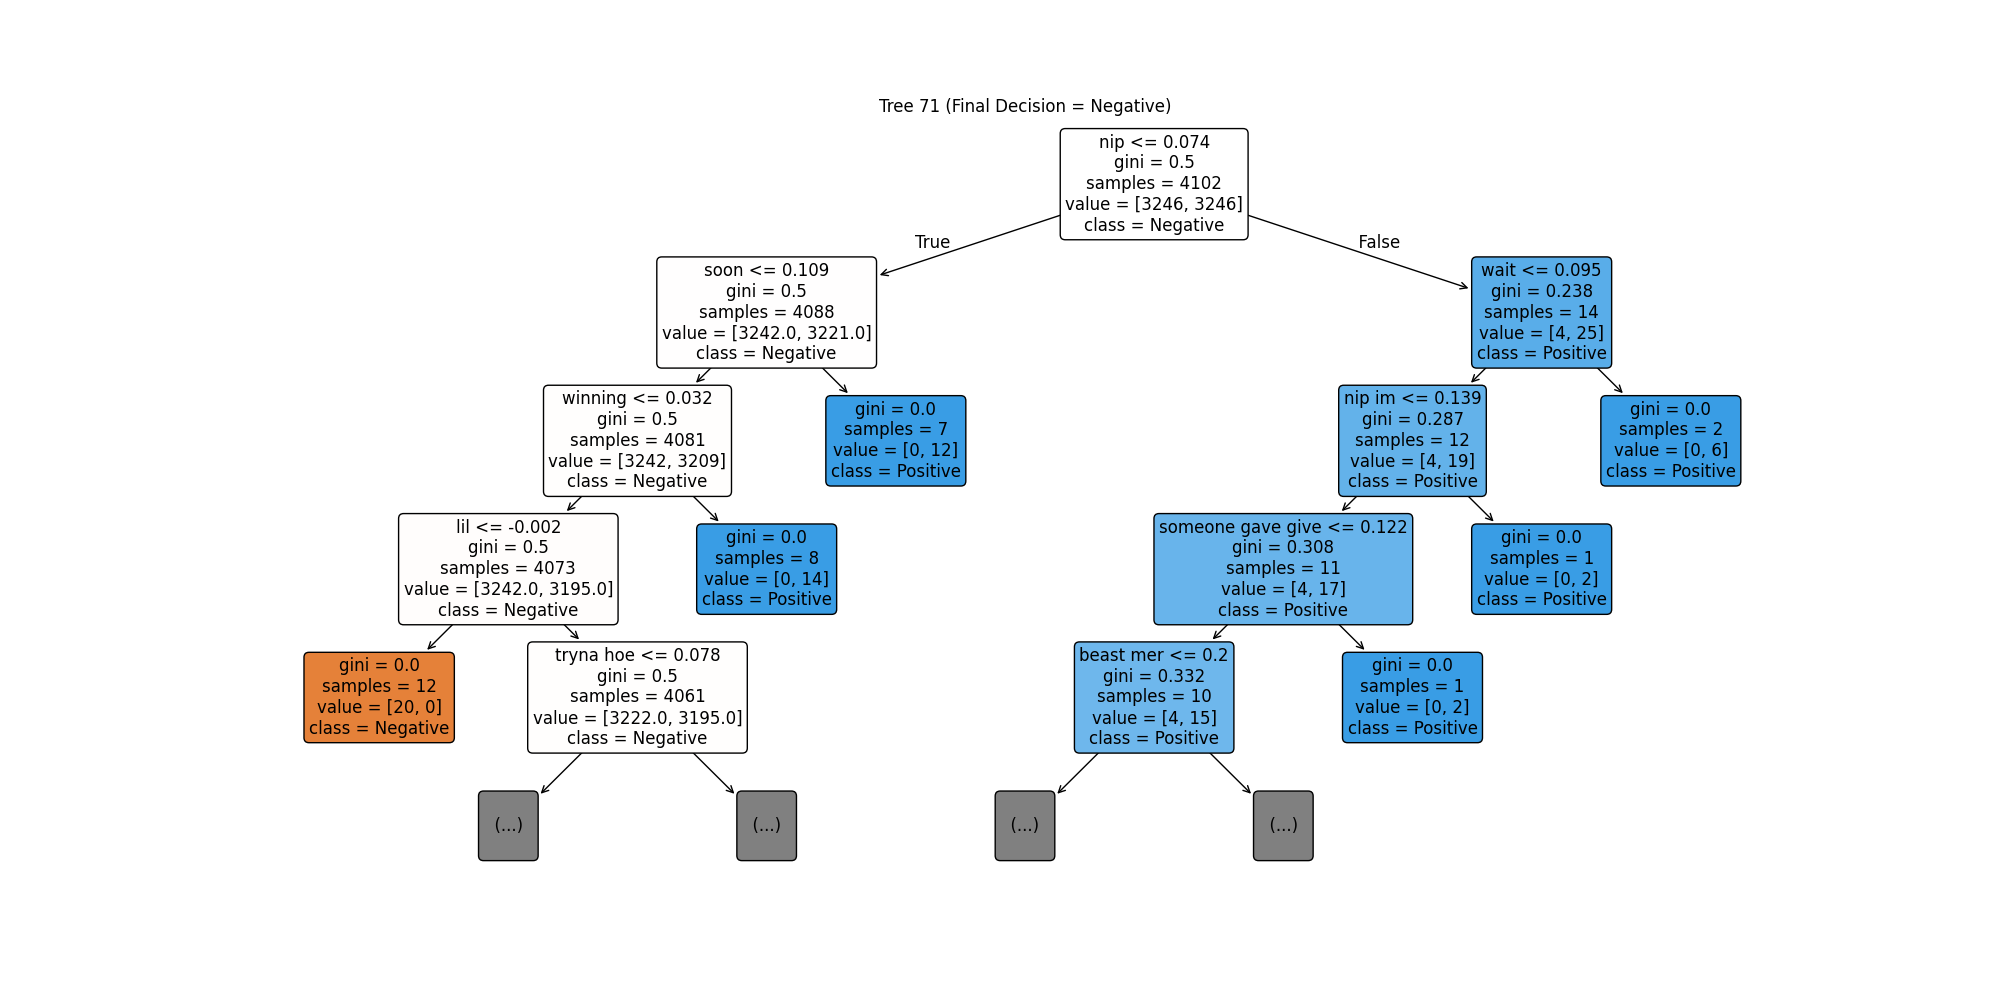 Tree 71 (Final Decision = Negative)
nip <= 0.074
gini = 0.5
samples = 4102
value = [3246, 3246]
class = Negative
True
False
soon <= 0.109
gini = 0.5
samples = 4088
value = [3242.0, 3221.0]
class = Negative
wait <= 0.095
gini = 0.238
samples = 14
value = [4, 25]
class = Positive
winning <= 0.032
gini = 0.5
samples = 4081
value = [3242, 3209]
class = Negative
gini = 0.0
samples = 7
value = [0, 12]
class = Positive
nip im <= 0.139
gini = 0.287
samples = 12
value = [4, 19]
class = Positive
gini = 0.0
samples = 2
value = [0, 6]
class = Positive
lil <= -0.002
gini = 0.5
samples = 4073
value = [3242.0, 3195.0]
class = Negative
gini = 0.0
samples = 8
value = [0, 14]
class = Positive
someone gave give <= 0.122
gini = 0.308
samples = 11
value = [4, 17]
class = Positive
gini = 0.0
samples = 1
value = [0, 2]
class = Positive
gini = 0.0
samples = 12
value = [20, 0]
class = Negative
tryna hoe <= 0.078
gini = 0.5
samples = 4061
value = [3222.0, 3195.0]
class = Negative
beast mer <= 0.2
gini = 0.332
samples = 10
value = [4, 15]
class = Positive
gini = 0.0
samples = 1
value = [0, 2]
class = Positive
(...)
(...)
(...)
(...)